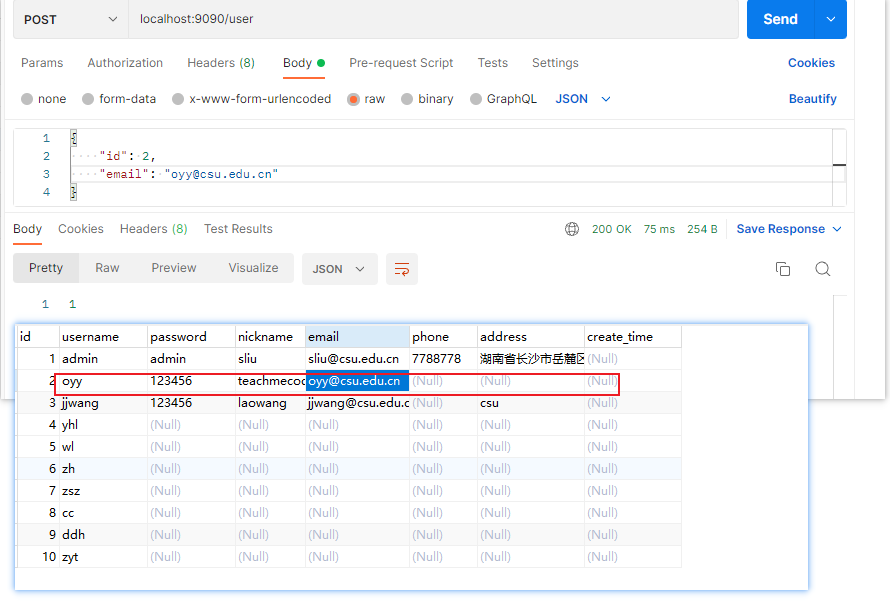 POST localhost:9090/user Send
Params Authorization Headers (8) Body Pre-request Script Tests Settings Cookies
none form-data x-www-form-urlencoded raw binary GraphQL JSON Beautify
1 {
2 "id": 2,
3 "email": "oyy@csu.edu.cn"
4 }
Body Cookies Headers (8) Test Results 200 OK 75 ms 254 B Save Response
Pretty Raw Preview Visualize JSON
1 1
id username password nickname email phone address create_time
1 admin admin sliu sliu@csu.edu.cn 7788778 湖南省长沙市岳麓区 (Null)
2 oyy 123456 teachmecoo oyy@csu.edu.cn (Null) (Null) (Null)
3 jjwang 123456 laowang jjwang@csu.edu.c (Null) csu (Null)
4 yhl (Null) (Null) (Null) (Null) (Null) (Null)
5 wl (Null) (Null) (Null) (Null) (Null) (Null)
6 zh (Null) (Null) (Null) (Null) (Null) (Null)
7 zsz (Null) (Null) (Null) (Null) (Null) (Null)
8 cc (Null) (Null) (Null) (Null) (Null) (Null)
9 ddh (Null) (Null) (Null) (Null) (Null) (Null)
10 zyt (Null) (Null) (Null) (Null) (Null) (Null)